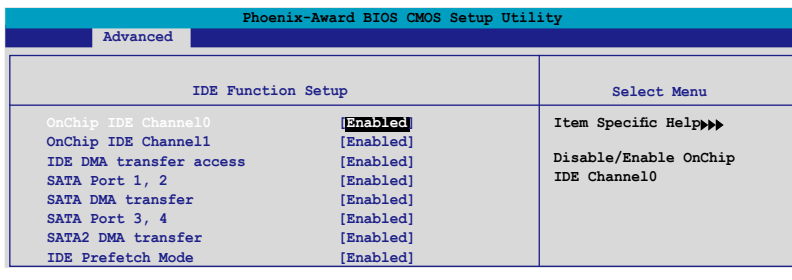 Phoenix-Award BIOS CMOS Setup Utility
Advanced
IDE Function Setup
Select Menu
OnChip IDE Channel0 [Enabled]
OnChip IDE Channel1 [Enabled]
IDE DMA transfer access [Enabled]
SATA Port 1, 2 [Enabled]
SATA DMA transfer [Enabled]
SATA Port 3, 4 [Enabled]
SATA2 DMA transfer [Enabled]
IDE Prefetch Mode [Enabled]
Item Specific Help
Disable/Enable OnChip
IDE Channel0